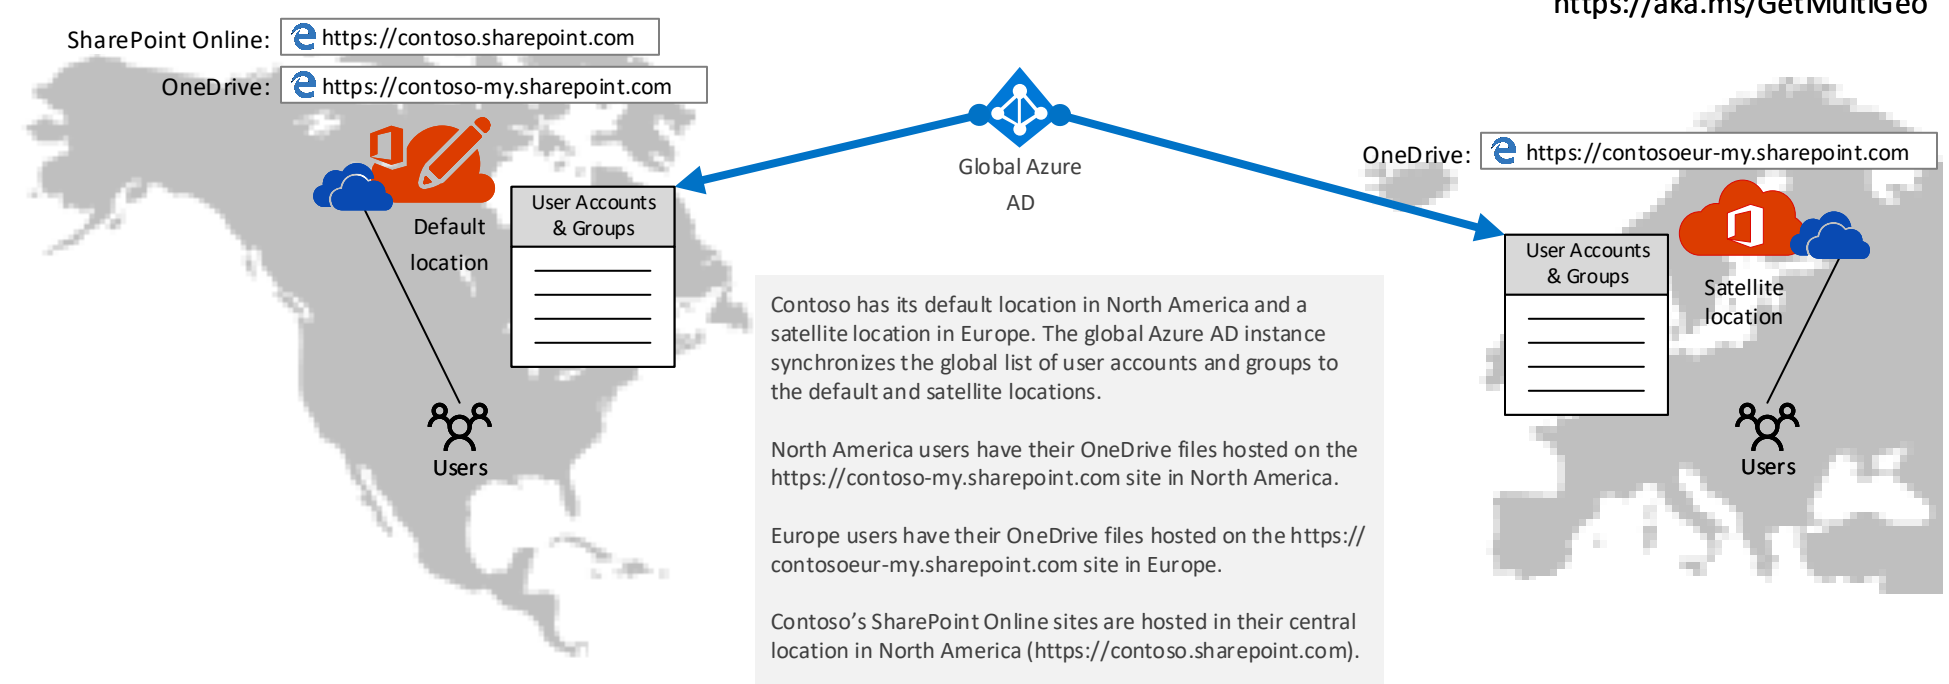 https://aka.ms/GetMultiGeo
SharePoint Online:
https://contoso.sharepoint.com
OneDrive:
https://contoso-my.sharepoint.com
Default
location
User Accounts
& Groups
Users
Global Azure
AD
OneDrive:
https://contosoeur-my.sharepoint.com
User Accounts
& Groups
Satellite
location
Users
Contoso has its default location in North America and a
satellite location in Europe. The global Azure AD instance
synchronizes the global list of user accounts and groups to
the default and satellite locations.
North America users have their OneDrive files hosted on the
https://contoso-my.sharepoint.com site in North America.
Europe users have their OneDrive files hosted on the https://
contosoeur-my.sharepoint.com site in Europe.
Contoso’s SharePoint Online sites are hosted in their central
location in North America (https://contoso.sharepoint.com).